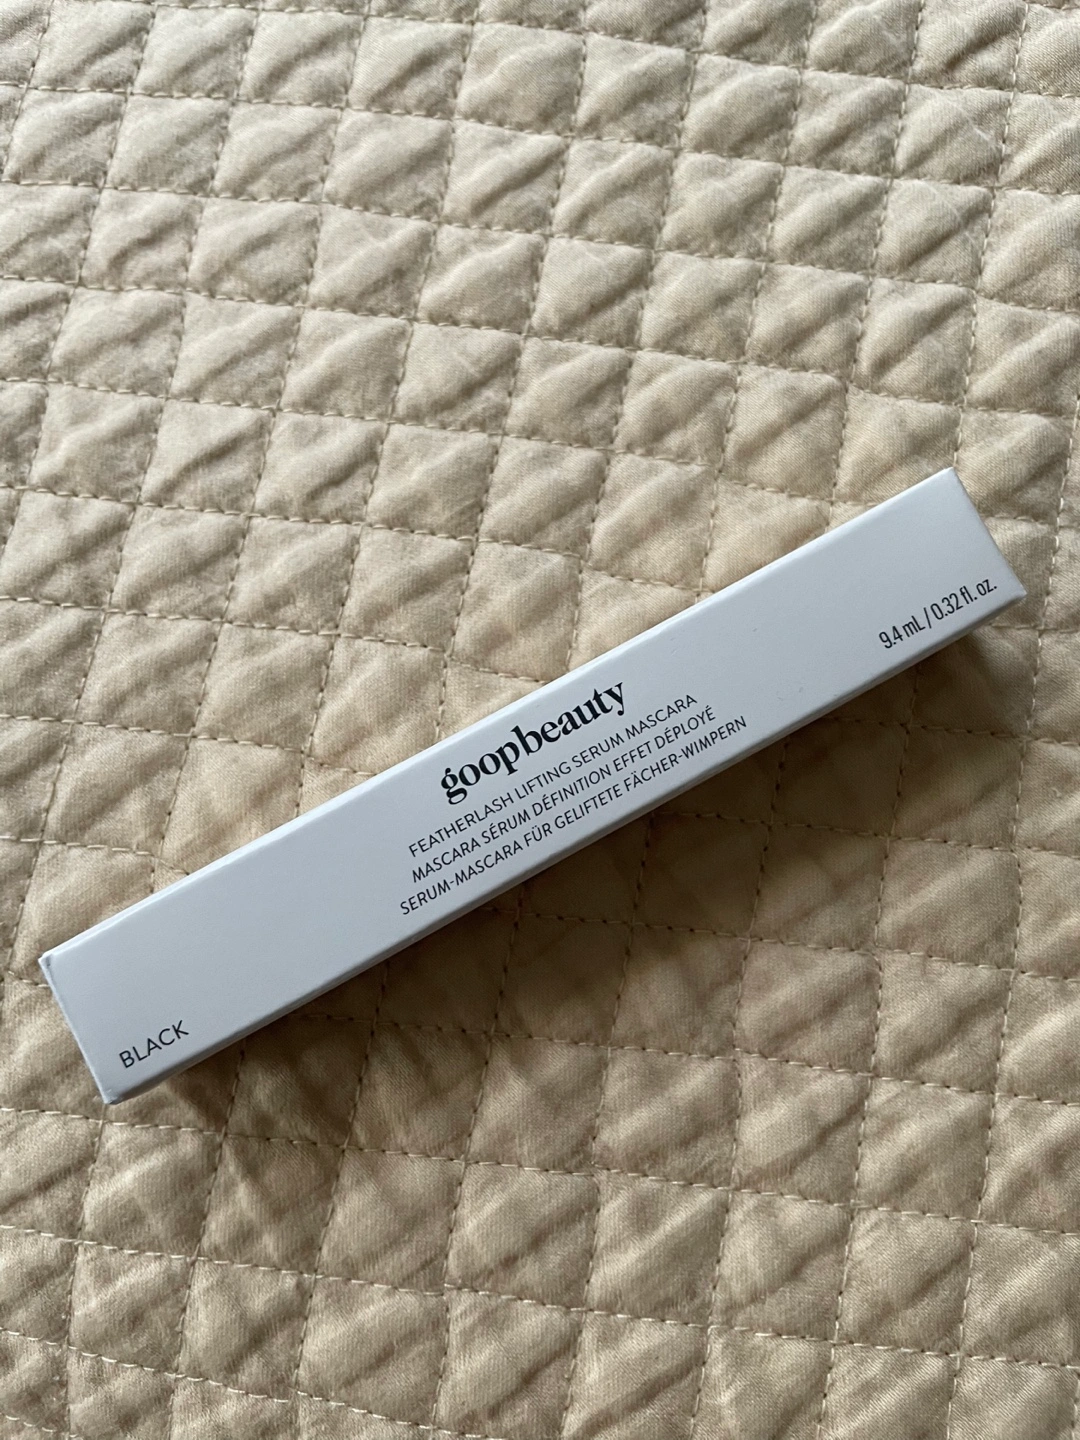 goopbeauty
FEATHERLASH LIFTING SERUM MASCARA
MASCARA SÉRUM DÉFINITION EFFET DÉPLOYÉ
SERUM-MASCARA FÜR GELIFTETE FÄCHER-WIMPERN
9.4 mL / 0.32 fl. oz.
BLACK